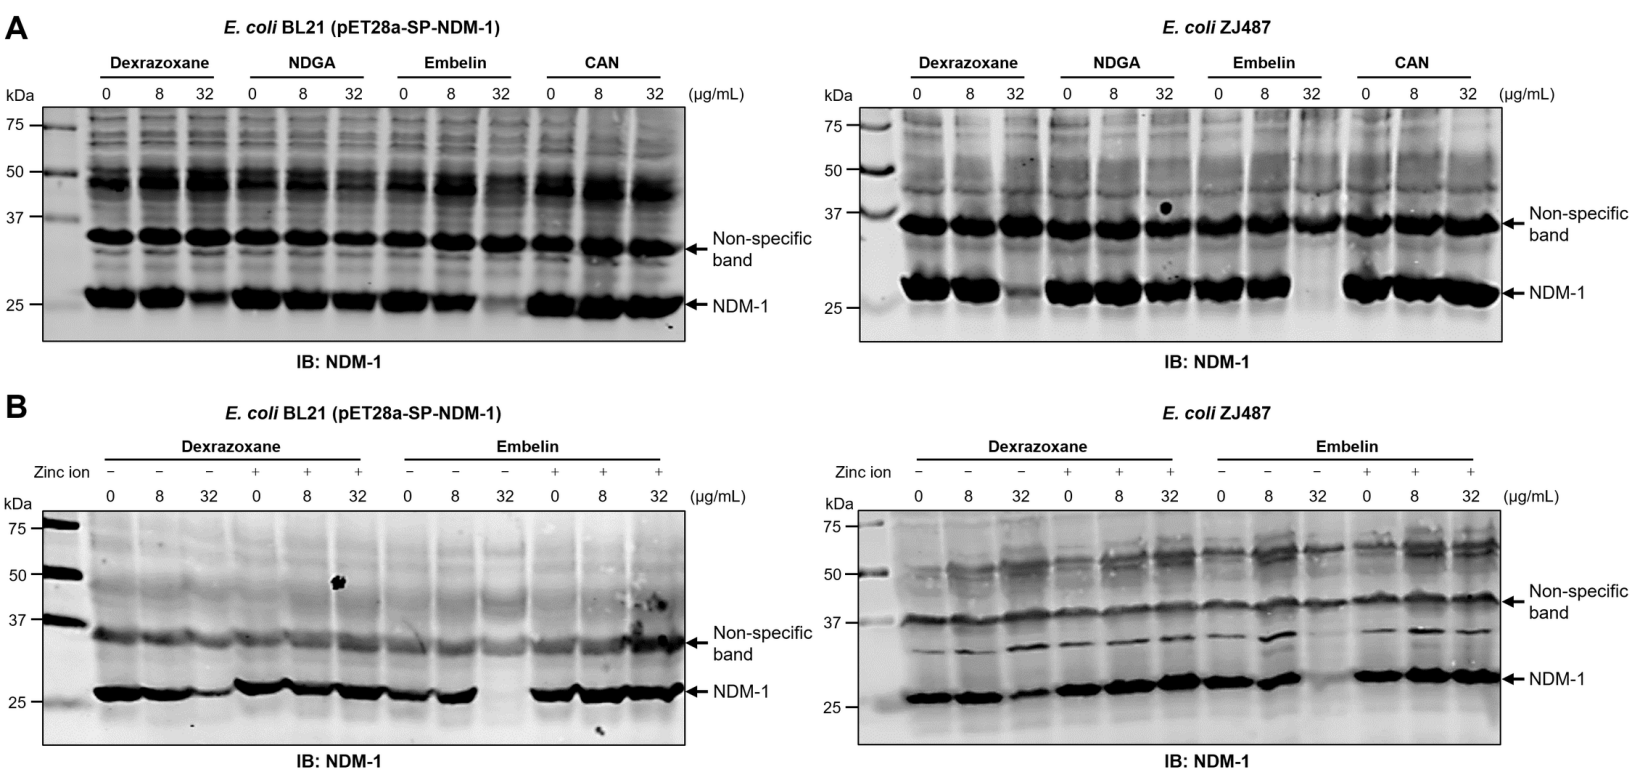 A
E. coli BL21 (pET28a-SP-NDM-1)
Dexrazoxane NDGA Embelin CAN
kDa 0 8 32 0 8 32 0 8 32 0 8 32 (μg/mL)
75
50
37
Non-specific
band
25
NDM-1
IB: NDM-1
E. coli ZJ487
Dexrazoxane NDGA Embelin CAN
kDa 0 8 32 0 8 32 0 8 32 0 8 32 (μg/mL)
75
50
37
Non-specific
band
25
NDM-1
IB: NDM-1
B
E. coli BL21 (pET28a-SP-NDM-1)
Dexrazoxane Embelin
Zinc ion − − − + + + − − − + + +
kDa 0 8 32 0 8 32 0 8 32 0 8 32 (μg/mL)
75
50
37
Non-specific
band
25
NDM-1
IB: NDM-1
E. coli ZJ487
Dexrazoxane Embelin
Zinc ion − − − + + + − − − + + +
kDa 0 8 32 0 8 32 0 8 32 0 8 32 (μg/mL)
75
50
37
Non-specific
band
25
NDM-1
IB: NDM-1